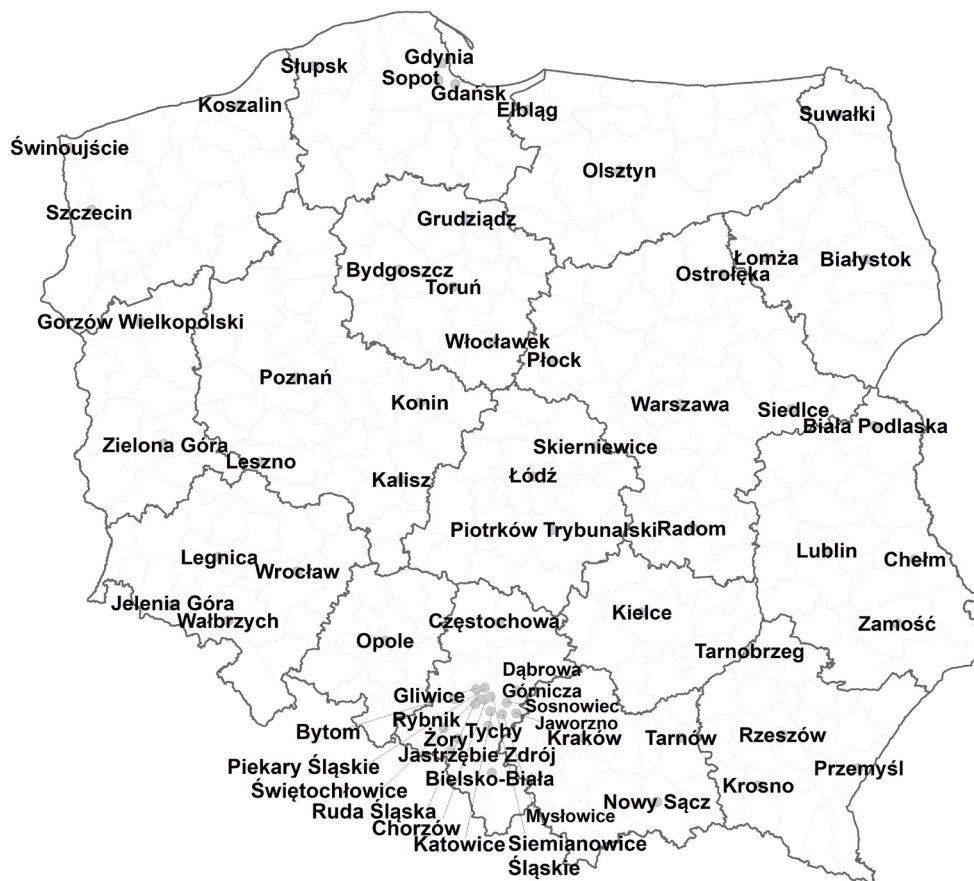 Gdynia
Słupsk
Sopot
Gdańsk
Koszalin
Elbląg
Suwałki
Świnoujście
Olsztyn
Szczecin
Grudziądz
Łomża
Białystok
Bydgoszcz
Ostrołęka
Toruń
Gorzów Wielkopolski
Włocławek
Płock
Poznań
Konin
Warszawa
Siedlce
Biała Podlaska
Zielona Góra
Skierniewice
Leszno
Kalisz
Łódź
Piotrków Trybunalski
Radom
Legnica
Wrocław
Lublin
Chełm
Jelenia Góra
Wałbrzych
Częstochowa
Kielce
Zamość
Opole
Tarnobrzeg
Dąbrowa
Górnicza
Gliwice
Sosnowiec
Rybnik
Jaworzno
Bytom
Żory
Tychy
Kraków
Tarnów
Rzeszów
Jastrzębie Zdrój
Piekary Śląskie
Przemyśl
Bielsko-Biała
Świętochłowice
Krosno
Nowy Sącz
Ruda Śląska
Mysłowice
Chorzów
Katowice
Siemianowice
Śląskie